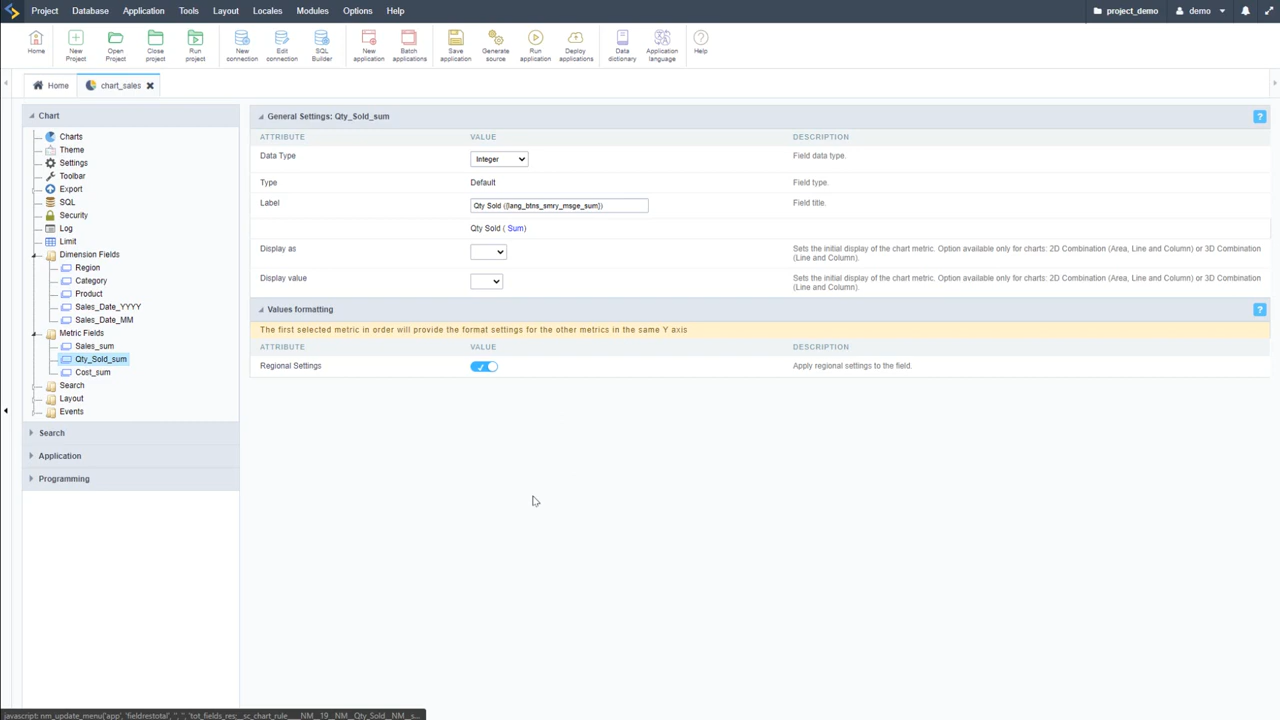 Project Database Application Tools Layout Locales Modules Options Help project_demo demo
Home New Project Open Project Close project Run project New connection Edit connection SQL Builder New application Batch applications Save application Generate source Run application Deploy applications Data dictionary Application language Help
Home chart_sales
Chart
Charts
Theme
Settings
Toolbar
Export
SQL
Security
Log
Limit
Dimension Fields
Region
Category
Product
Sales_Date_YYYY
Sales_Date_MM
Metric Fields
Sales_sum
Qty_Sold_sum
Cost_sum
Search
Layout
Events
Search
Application
Programming
General Settings: Qty_Sold_sum ?
ATTRIBUTE VALUE DESCRIPTION
Data Type Integer Field data type.
Type Default Field type.
Label Qty Sold ({lang_btns_smry_msge_sum}) Field title.
Qty Sold ( Sum)
Display as Sets the initial display of the chart metric. Option available only for charts: 2D Combination (Area, Line and Column) or 3D Combination
(Line and Column).
Display value Sets the initial display of the chart metric. Option available only for charts: 2D Combination (Area, Line and Column) or 3D Combination
(Line and Column).
Values formatting ?
The first selected metric in order will provide the format settings for the other metrics in the same Y axis
ATTRIBUTE VALUE DESCRIPTION
Regional Settings Apply regional settings to the field.
javascript: nm_update_menu('app', 'fieldrestotal', '', '', 'tot_fields_res;_sc_chart_rule___NM__19__NM__Qty_Sold__NM__s...